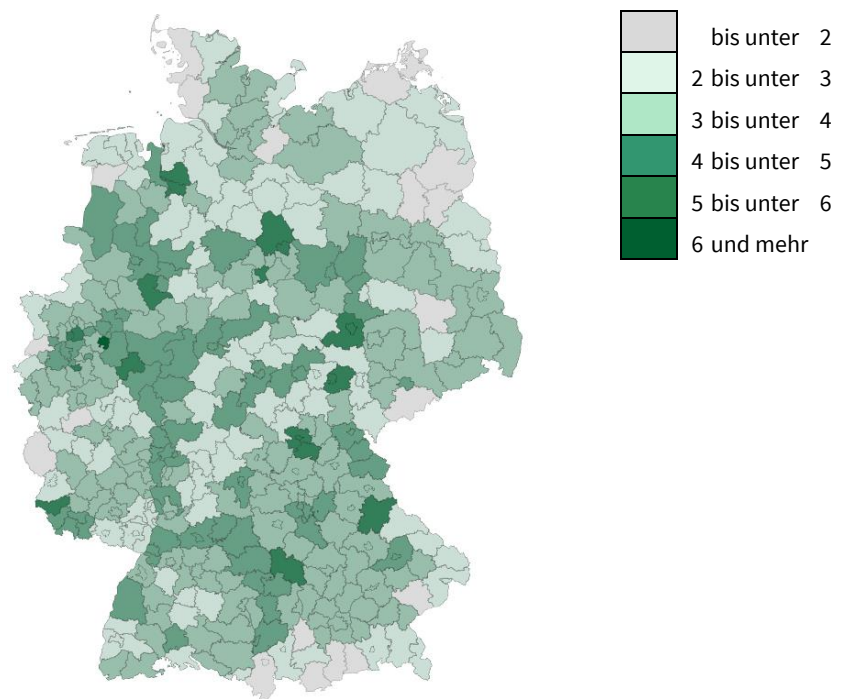 bis unter 2
2 bis unter 3
3 bis unter 4
4 bis unter 5
5 bis unter 6
6 und mehr